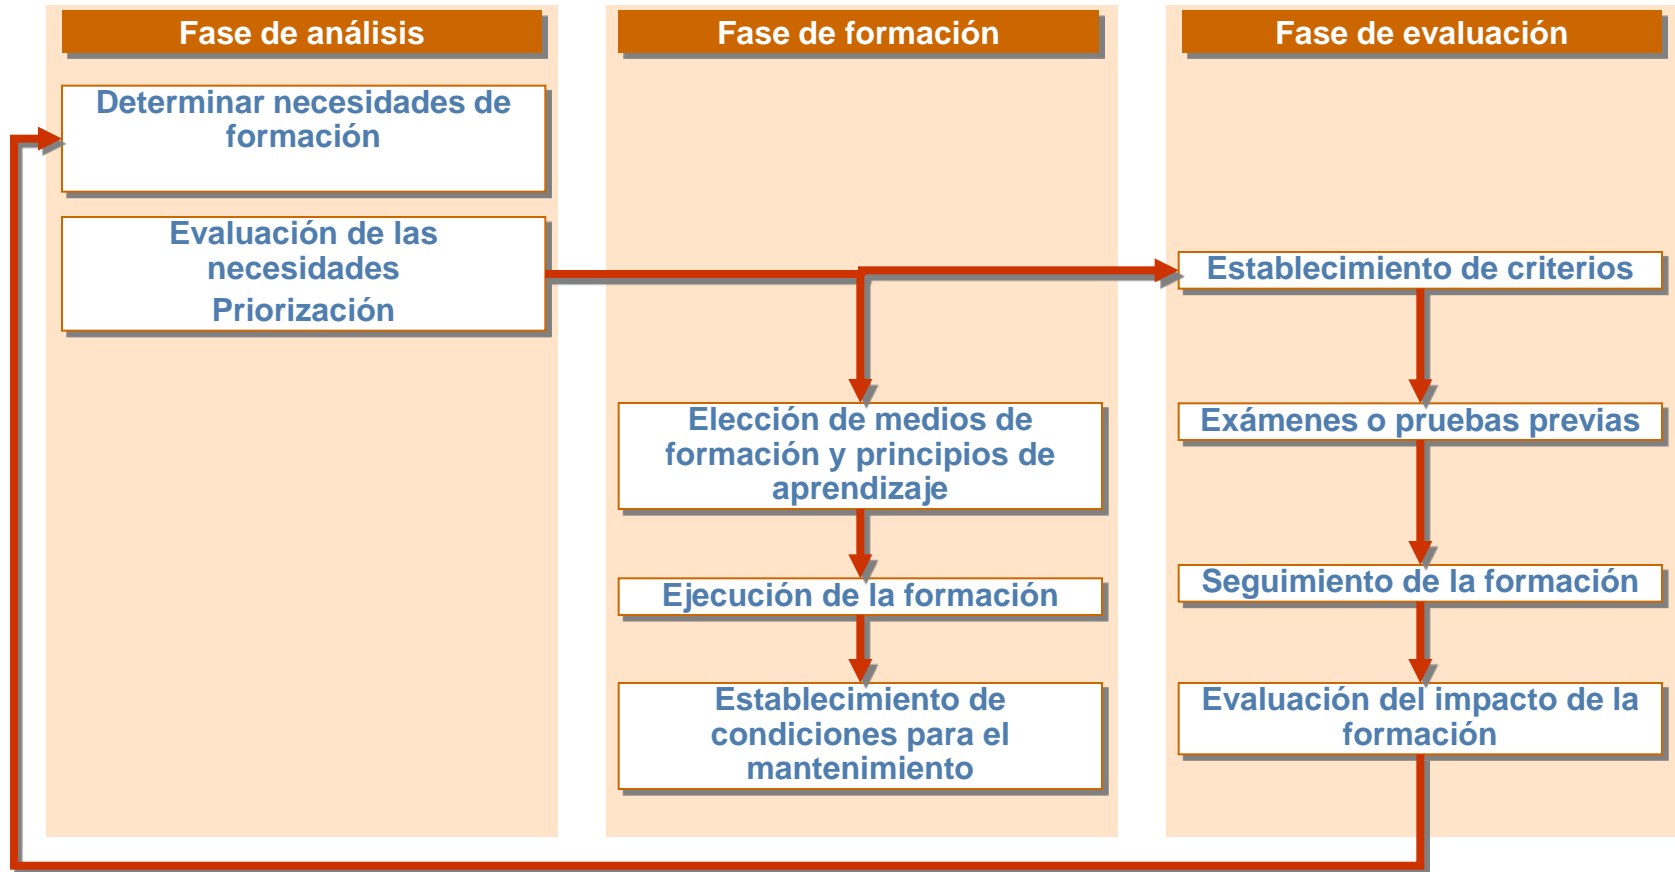 Fase de análisis
Determinar necesidades de
formación
Evaluación de las
necesidades
Priorización
Fase de formación
Elección de medios de
formación y principios de
aprendizaje
Ejecución de la formación
Establecimiento de
condiciones para el
mantenimiento
Fase de evaluación
Establecimiento de criterios
Exámenes o pruebas previas
Seguimiento de la formación
Evaluación del impacto de la
formación